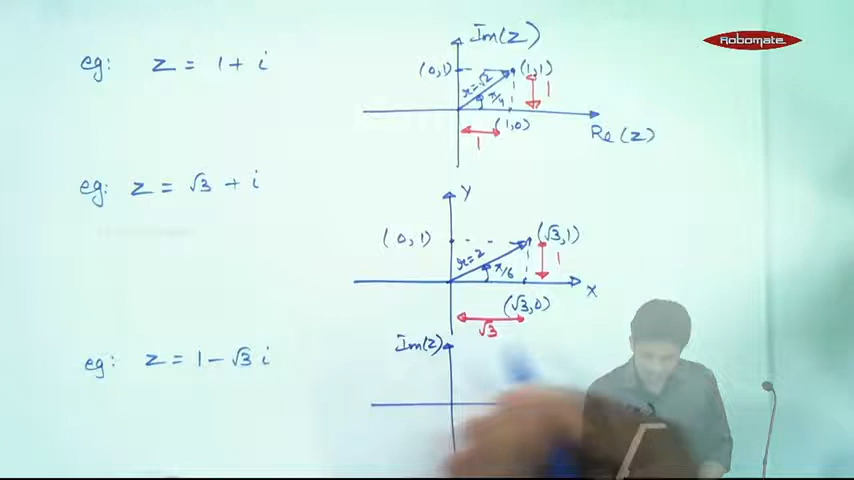 Robomate
eg: z = 1 + i
Im(z)
(0,1)
(1,1)
r=√2
π/4
1
(1,0)
1
Re(z)
eg: z = √3 + i
Y
(0,1)
(√3,1)
r=2
π/6
1
X
(√3,0)
√3
eg: z = 1 - √3 i
Im(z)